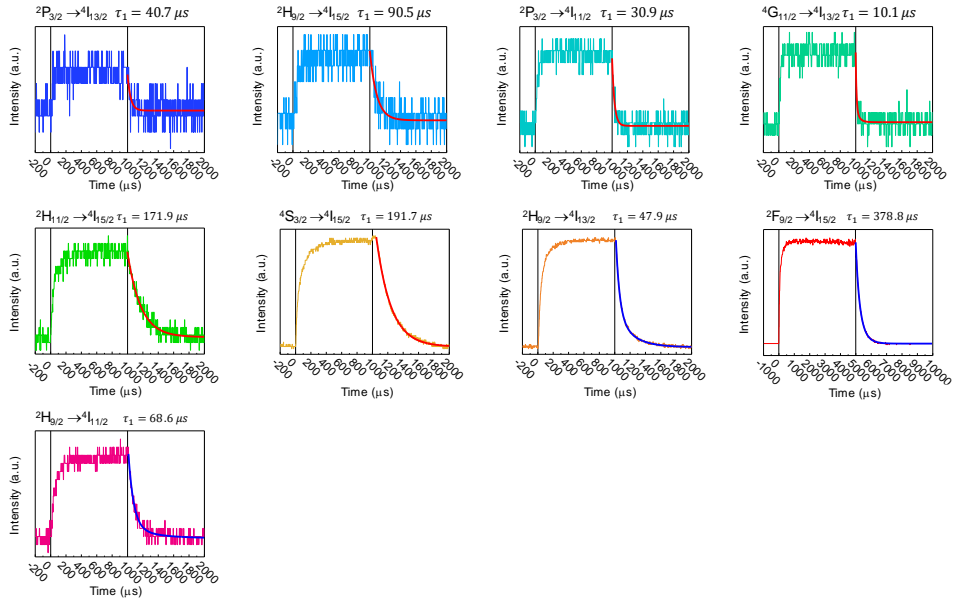 ²P₃/₂→⁴I₁₃/₂ τ₁ = 40.7 μs
²H₉/₂→⁴I₁₅/₂ τ₁ = 90.5 μs
²P₃/₂→⁴I₁₁/₂ τ₁ = 30.9 μs
⁴G₁₁/₂→⁴I₁₃/₂ τ₁ = 10.1 μs
Intensity (a.u.)
Intensity (a.u.)
Intensity (a.u.)
Intensity (a.u.)
-200 0 200 400 600 800 1000 1200 1400 1600 1800 2000
-200 0 200 400 600 800 1000 1200 1400 1600 1800 2000
-200 0 200 400 600 800 1000 1200 1400 1600 1800 2000
-200 0 200 400 600 800 1000 1200 1400 1600 1800 2000
Time (μs)
Time (μs)
Time (μs)
Time (μs)
²H₁₁/₂→⁴I₁₅/₂ τ₁ = 171.9 μs
⁴S₃/₂→⁴I₁₅/₂ τ₁ = 191.7 μs
²H₉/₂→⁴I₁₃/₂ τ₁ = 47.9 μs
²F₉/₂→⁴I₁₅/₂ τ₁ = 378.8 μs
Intensity (a.u.)
Intensity (a.u.)
Intensity (a.u.)
Intensity (a.u.)
-200 0 200 400 600 800 1000 1200 1400 1600 1800 2000
-200 0 200 400 600 800 1000 1200 1400 1600 1800 2000
-200 0 200 400 600 800 1000 1200 1400 1600 1800 2000
-1000 0 1000 2000 3000 4000 5000 6000 7000 8000 9000 10000
Time (μs)
Time (μs)
Time (μs)
Time (μs)
²H₉/₂→⁴I₁₁/₂ τ₁ = 68.6 μs
Intensity (a.u.)
-200 0 200 400 600 800 1000 1200 1400 1600 1800 2000
Time (μs)